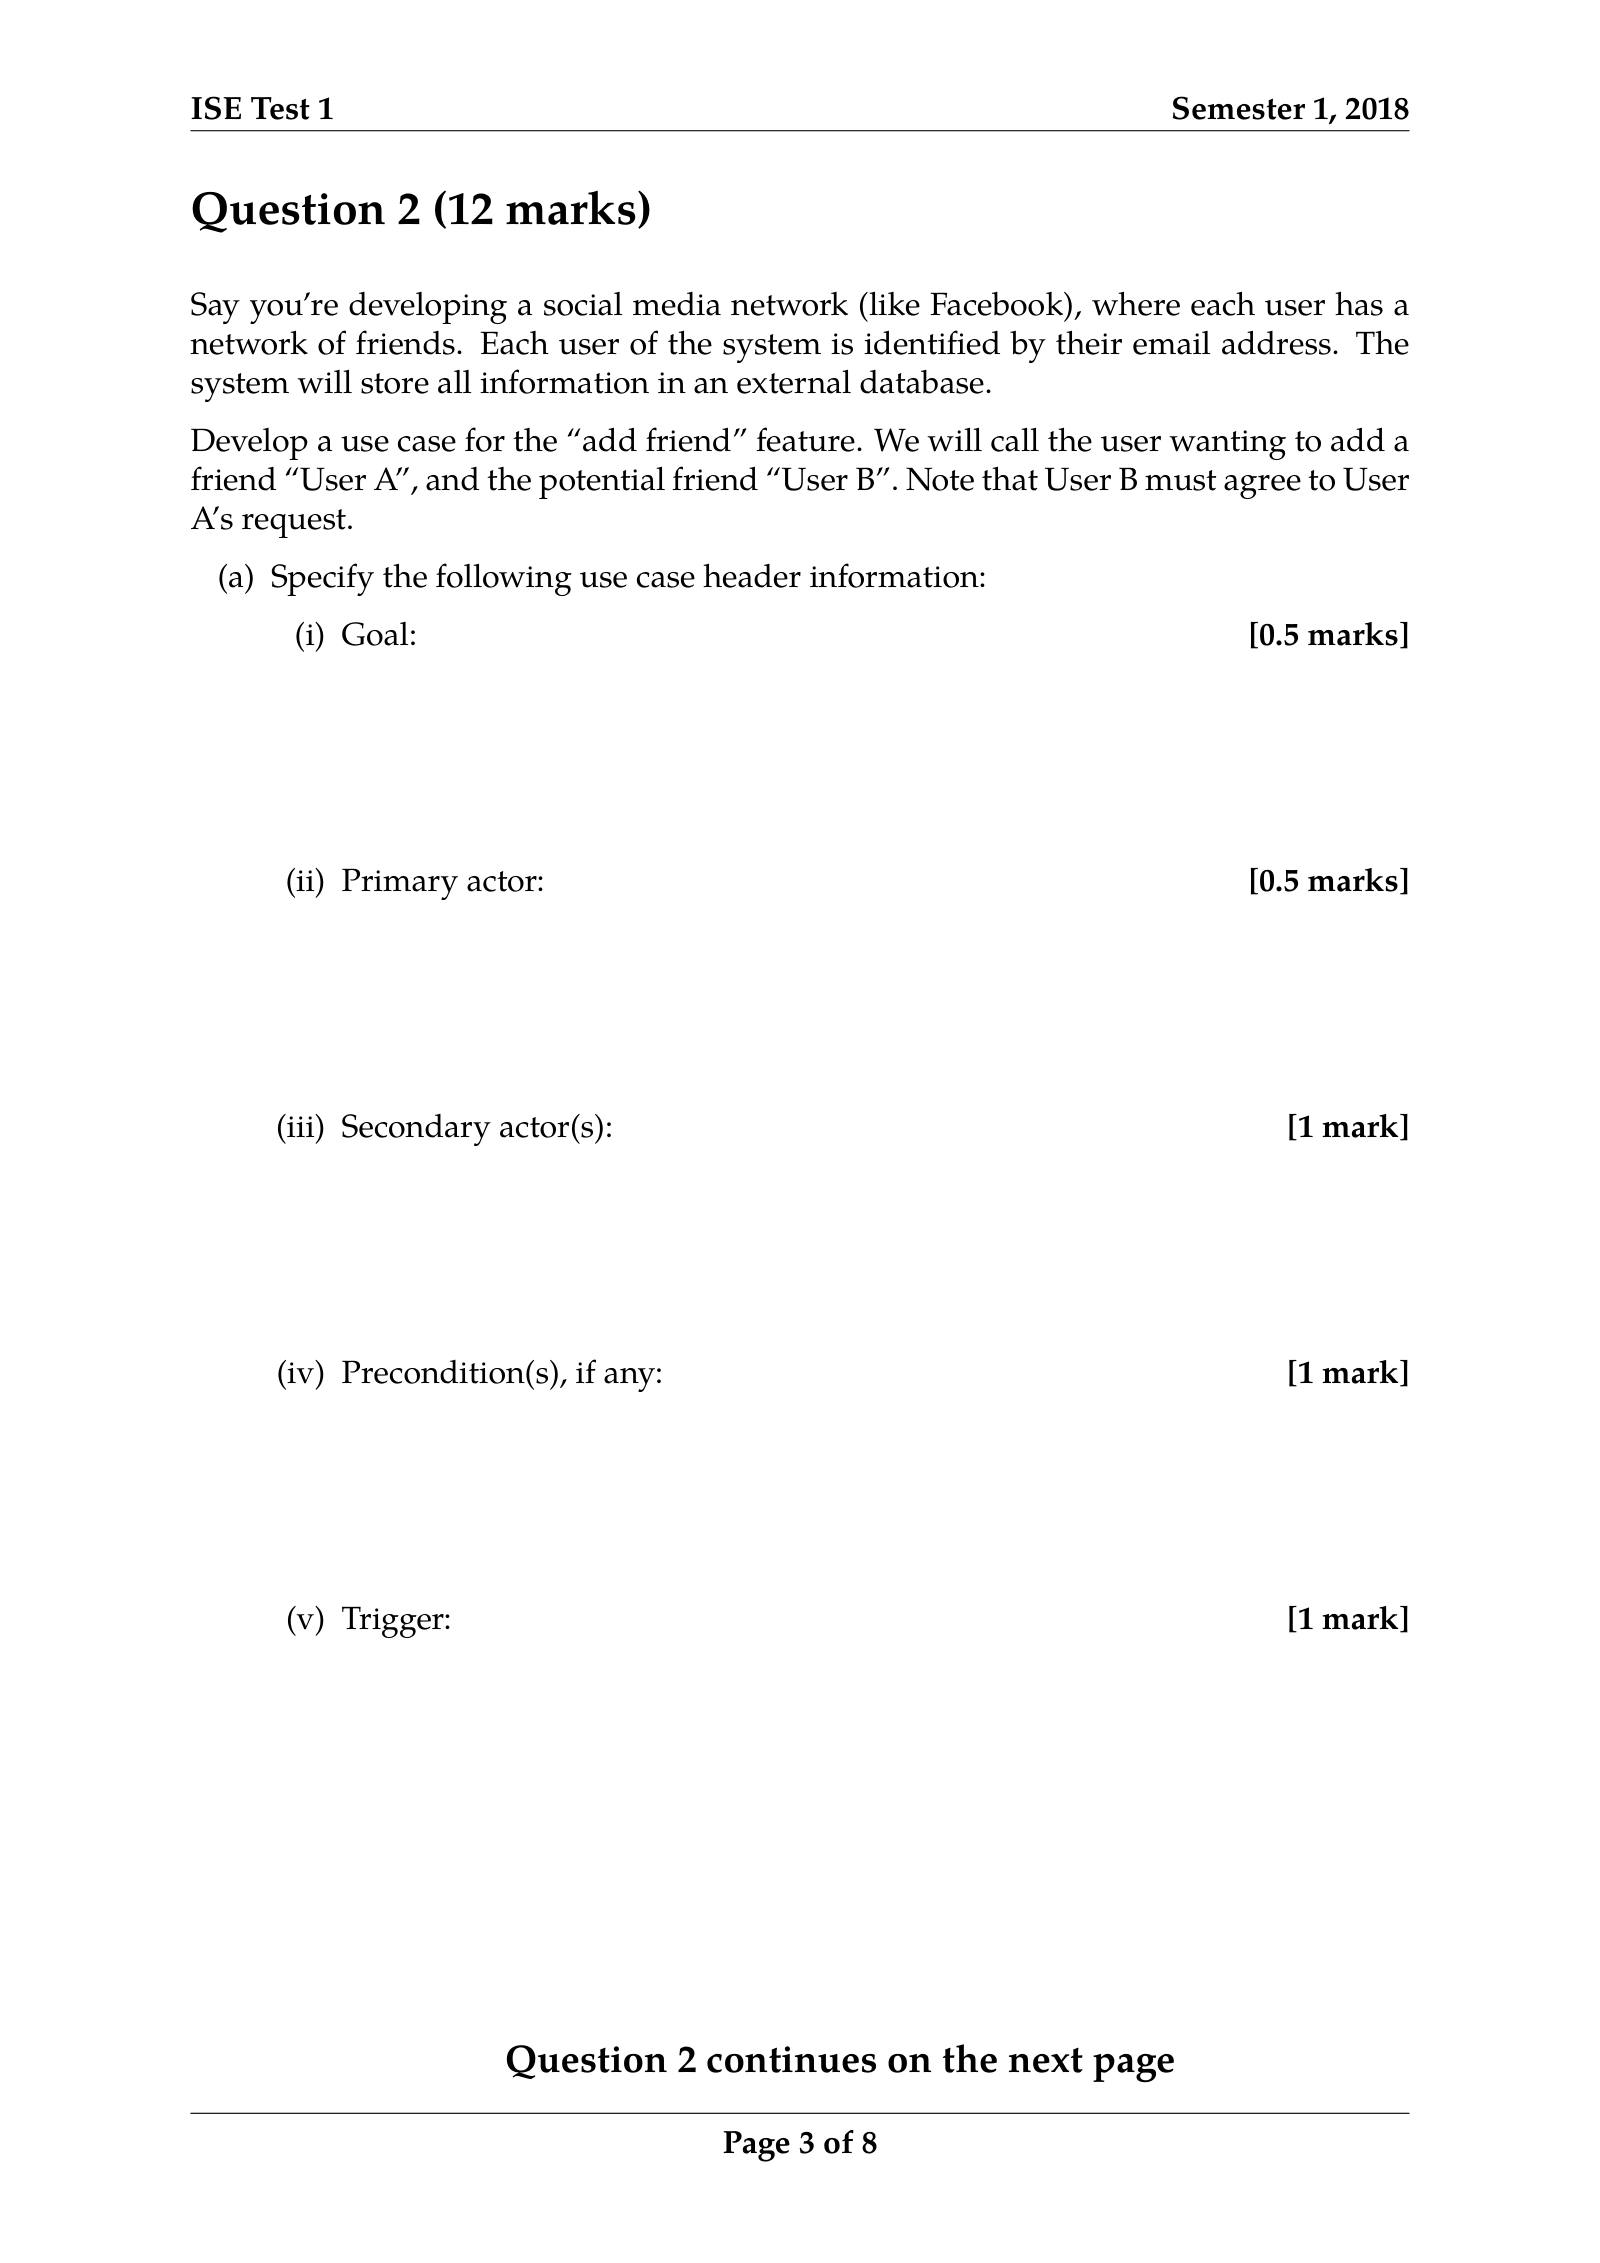 ISE Test 1 Semester 1, 2018
Question 2 (12 marks)
Say you’re developing a social media network (like Facebook), where each user has a
network of friends. Each user of the system is identified by their email address. The
system will store all information in an external database.
Develop a use case for the “add friend” feature. We will call the user wanting to add a
friend “User A”, and the potential friend “User B”. Note that User B must agree to User
A’s request.
(a) Specify the following use case header information:
(i) Goal: [0.5 marks]
(ii) Primary actor: [0.5 marks]
(iii) Secondary actor(s): [1 mark]
(iv) Precondition(s), if any: [1 mark]
(v) Trigger: [1 mark]
Question 2 continues on the next page
Page 3 of 8